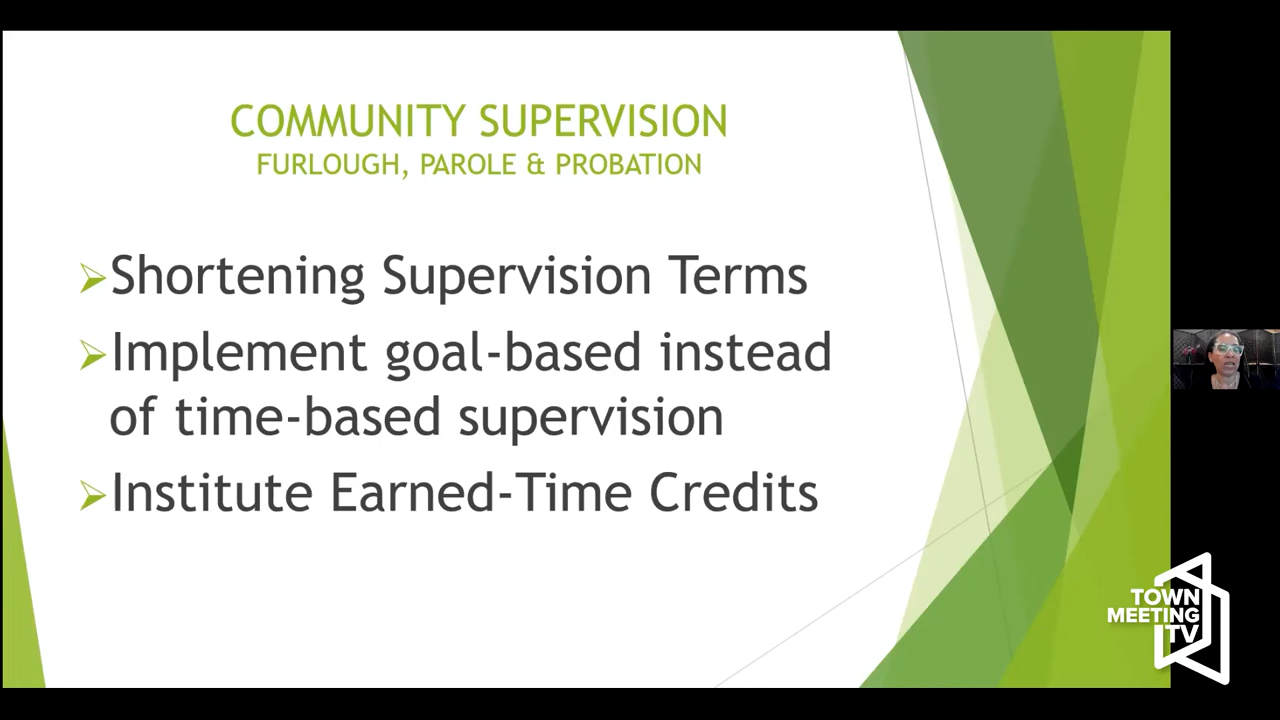 COMMUNITY SUPERVISION
FURLOUGH, PAROLE & PROBATION
Shortening Supervision Terms
Implement goal-based instead
of time-based supervision
Institute Earned-Time Credits
TOWN
MEETING
TV